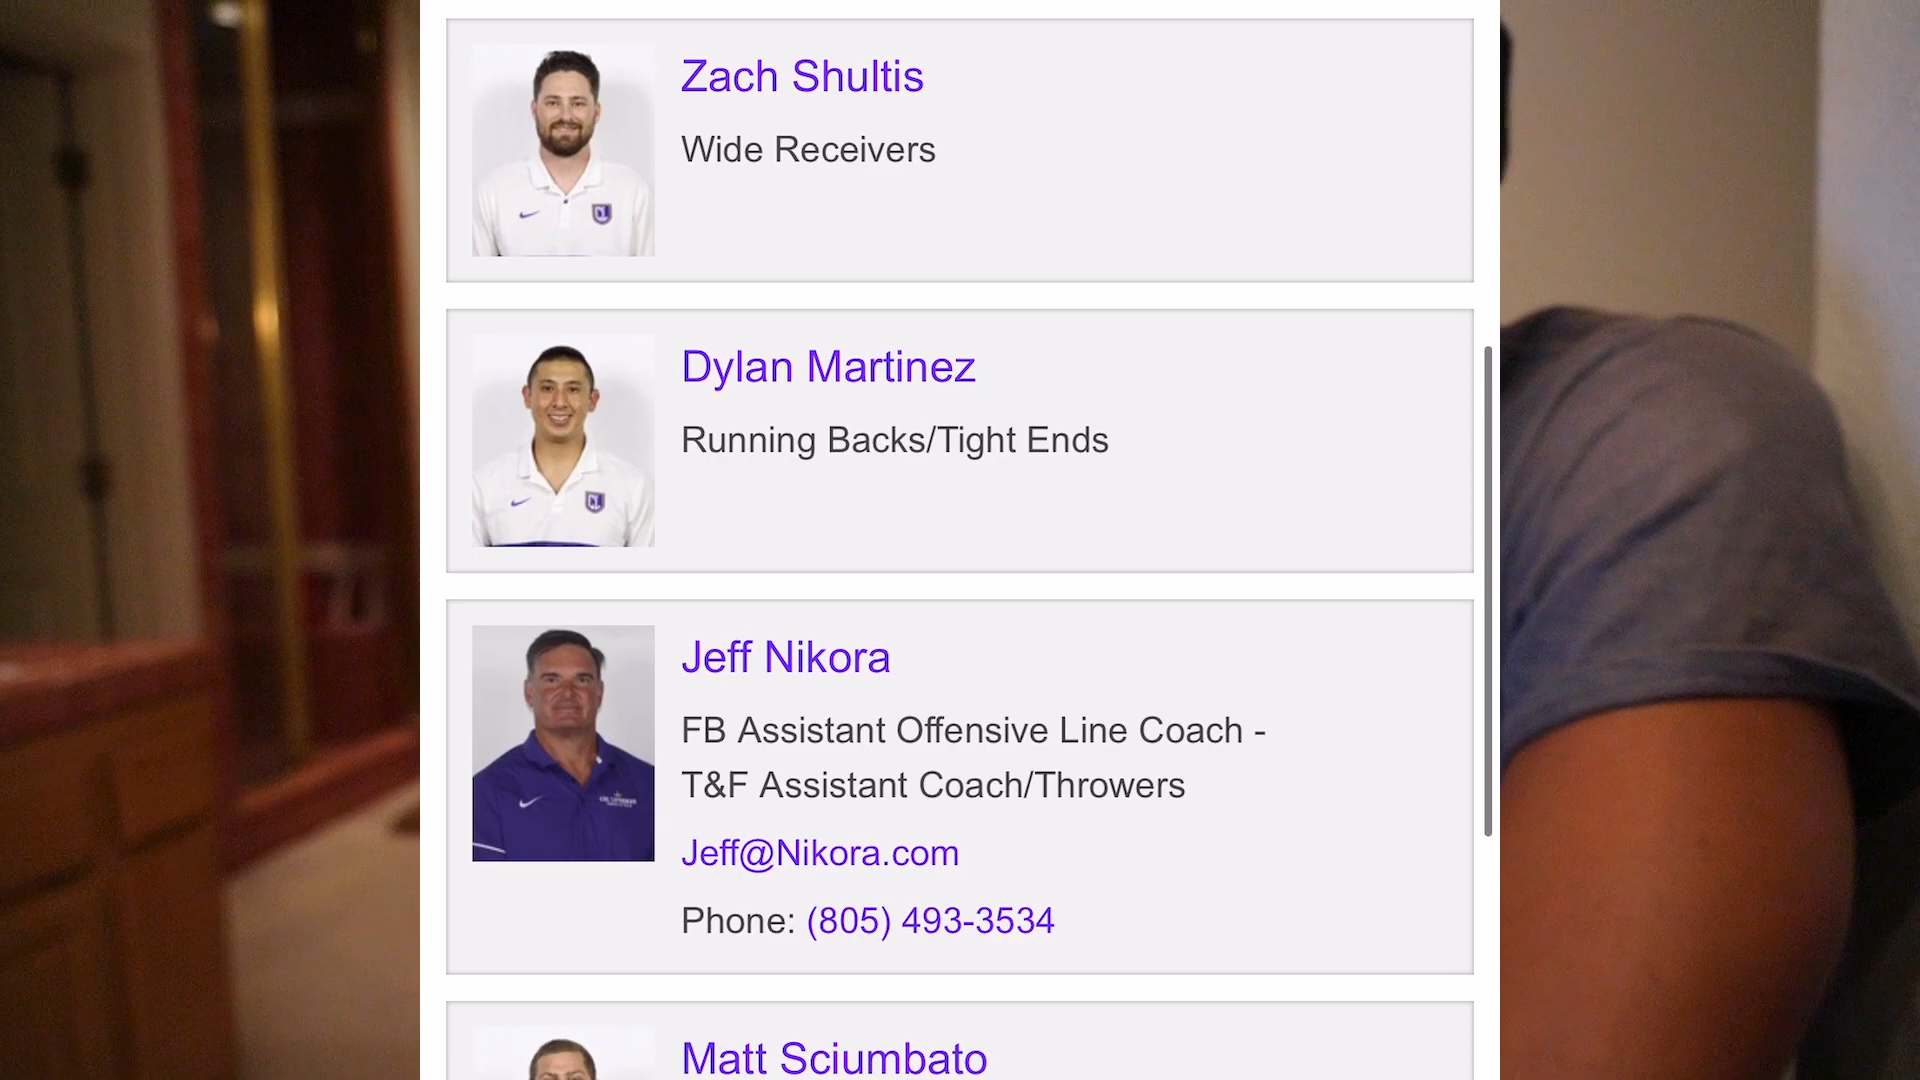 Zach Shultis
Wide Receivers
Dylan Martinez
Running Backs/Tight Ends
Jeff Nikora
FB Assistant Offensive Line Coach -
T&F Assistant Coach/Throwers
Jeff@Nikora.com
Phone: (805) 493-3534
Matt Sciumbato